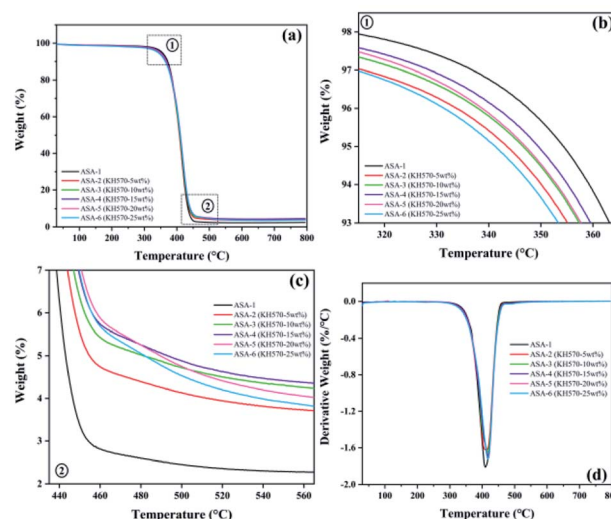 (a)
①
②
Weight (%)
100
80
60
40
20
0
ASA-1
ASA-2 (KH570-5wt%)
ASA-3 (KH570-10wt%)
ASA-4 (KH570-15wt%)
ASA-5 (KH570-20wt%)
ASA-6 (KH570-25wt%)
100 200 300 400 500 600 700 800
Temperature (°C)
①
(b)
Weight (%)
98
97
96
95
94
93
ASA-1
ASA-2 (KH570-5wt%)
ASA-3 (KH570-10wt%)
ASA-4 (KH570-15wt%)
ASA-5 (KH570-20wt%)
ASA-6 (KH570-25wt%)
320 330 340 350 360
Temperature (°C)
(c)
Weight (%)
7
6
5
4
3
2
ASA-1
ASA-2 (KH570-5wt%)
ASA-3 (KH570-10wt%)
ASA-4 (KH570-15wt%)
ASA-5 (KH570-20wt%)
ASA-6 (KH570-25wt%)
②
440 460 480 500 520 540 560
Temperature (°C)
Derivative Weight (%/°C)
0.0
-0.6
-1.2
-1.8
-2.0
ASA-1
ASA-2 (KH570-5wt%)
ASA-3 (KH570-10wt%)
ASA-4 (KH570-15wt%)
ASA-5 (KH570-20wt%)
ASA-6 (KH570-25wt%)
(d)
100 200 300 400 500 600 700 800
Temperature (°C)